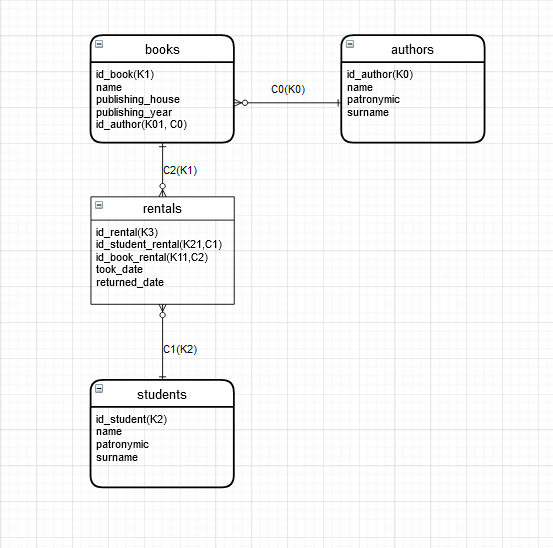 books
id_book(K1)
name
publishing_house
publishing_year
id_author(K01, C0)
C0(K0)
authors
id_author(K0)
name
patronymic
surname
C2(K1)
rentals
id_rental(K3)
id_student_rental(K21,C1)
id_book_rental(K11,C2)
took_date
returned_date
C1(K2)
students
id_student(K2)
name
patronymic
surname